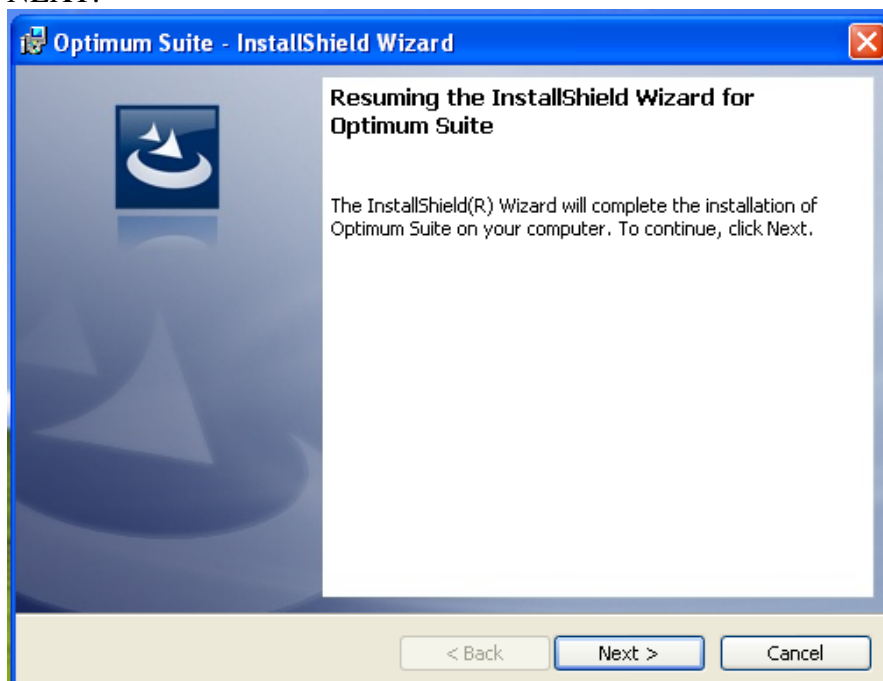 NEXT.
Optimum Suite - InstallShield Wizard
Resuming the InstallShield Wizard for
Optimum Suite
The InstallShield(R) Wizard will complete the installation of
Optimum Suite on your computer. To continue, click Next.
< Back
Next >
Cancel